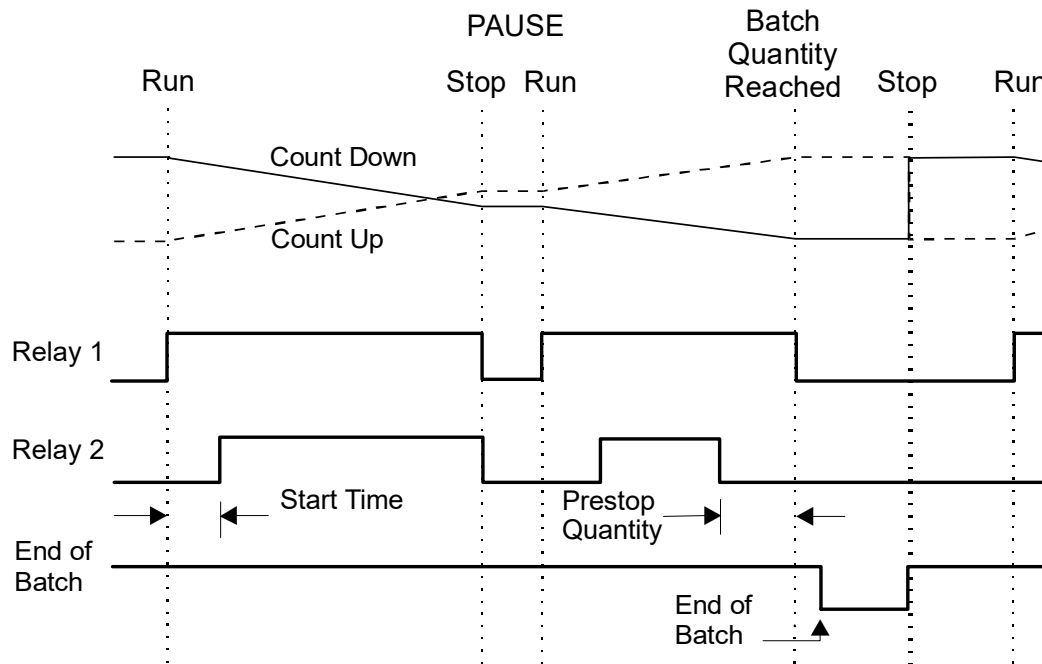 PAUSE
Batch
Quantity
Reached
Run
Stop
Run
Stop
Run
Count Down
Count Up
Relay 1
Relay 2
Start Time
Prestop
Quantity
End of
Batch
End of
Batch